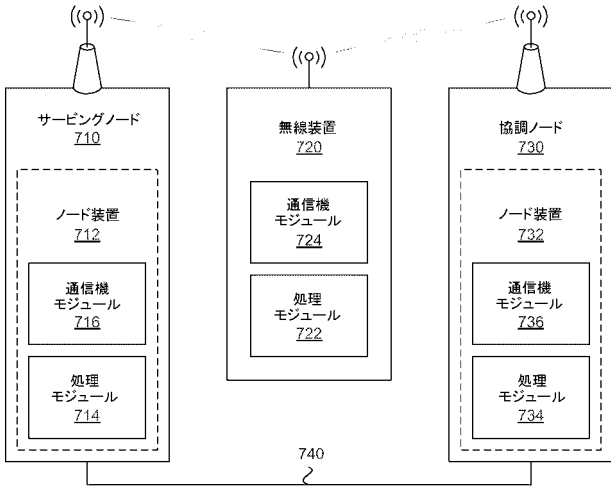 サービングノード
710
ノード装置
712
通信機
モジュール
716
処理
モジュール
714
無線装置
720
通信機
モジュール
724
処理
モジュール
722
協調ノード
730
ノード装置
732
通信機
モジュール
736
処理
モジュール
734
740